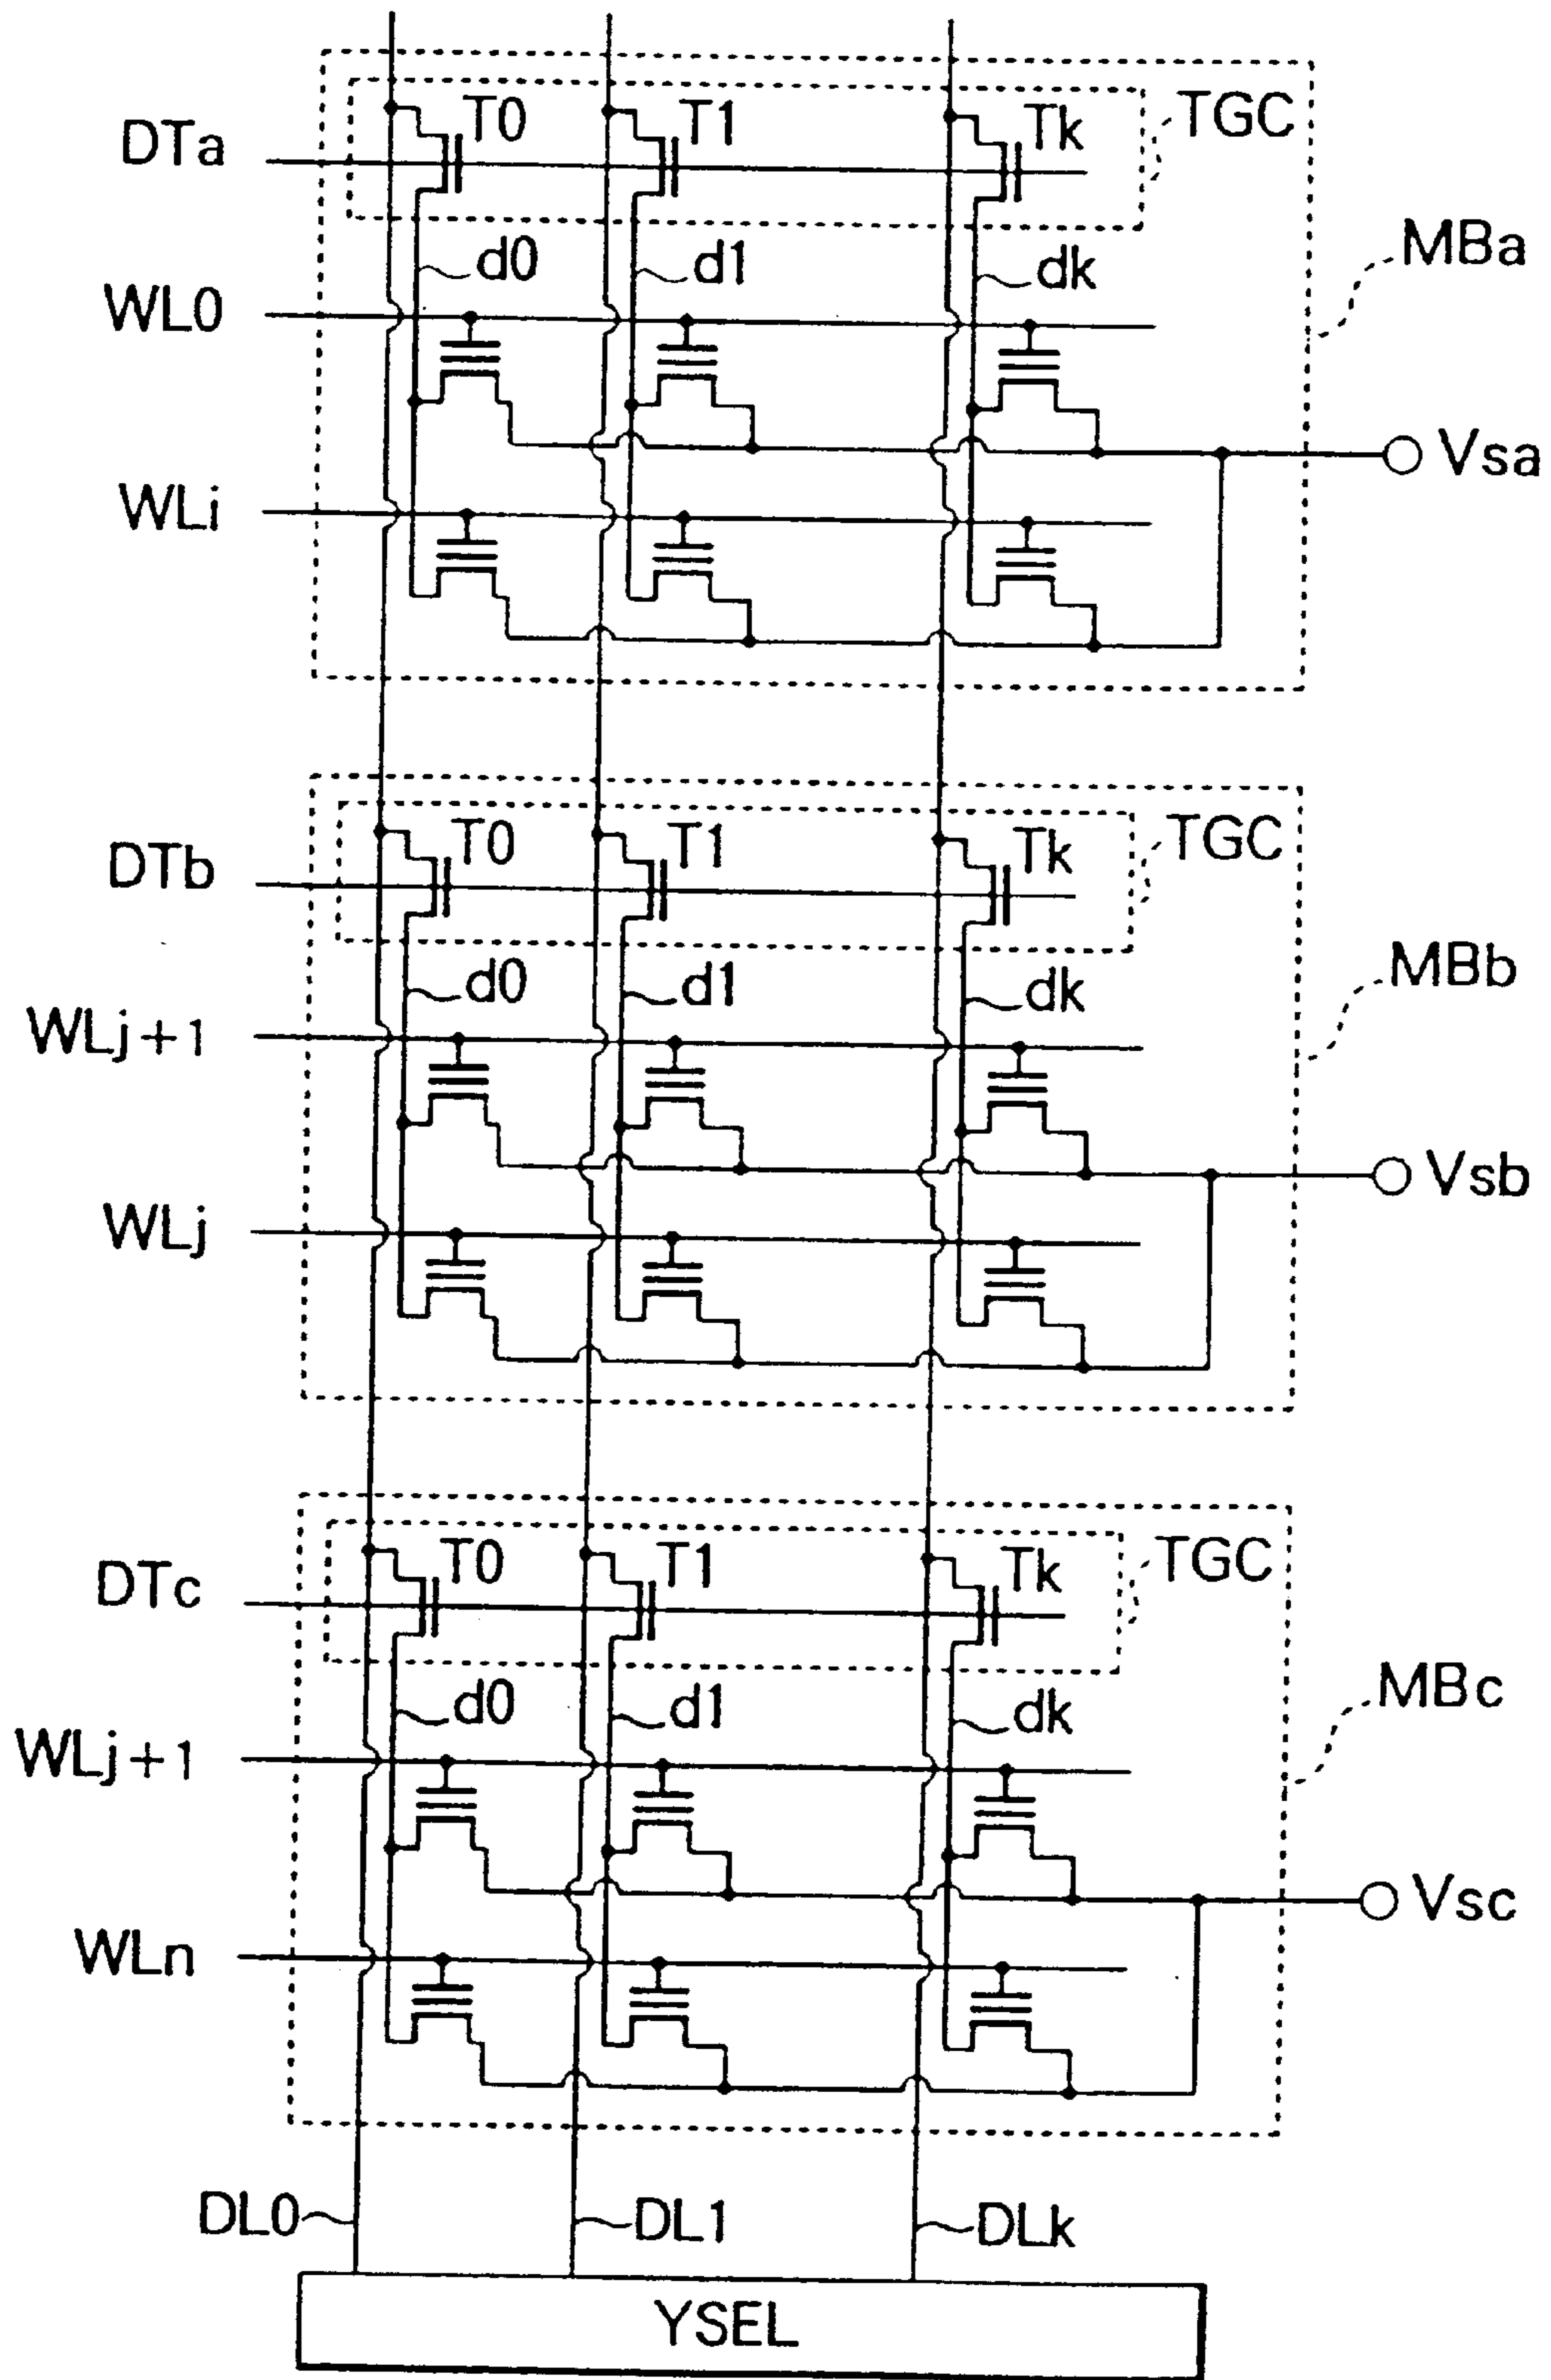 DTa T0 T1 Tk TGC
d0 d1 dk MBa
WL0
Vsa
WLi
DTb T0 T1 Tk TGC
d0 d1 dk MBb
WLj+1
Vsb
WLj
DTc T0 T1 Tk TGC
d0 d1 dk MBc
WLj+1
Vsc
WLn
DL0 DL1 DLk
YSEL